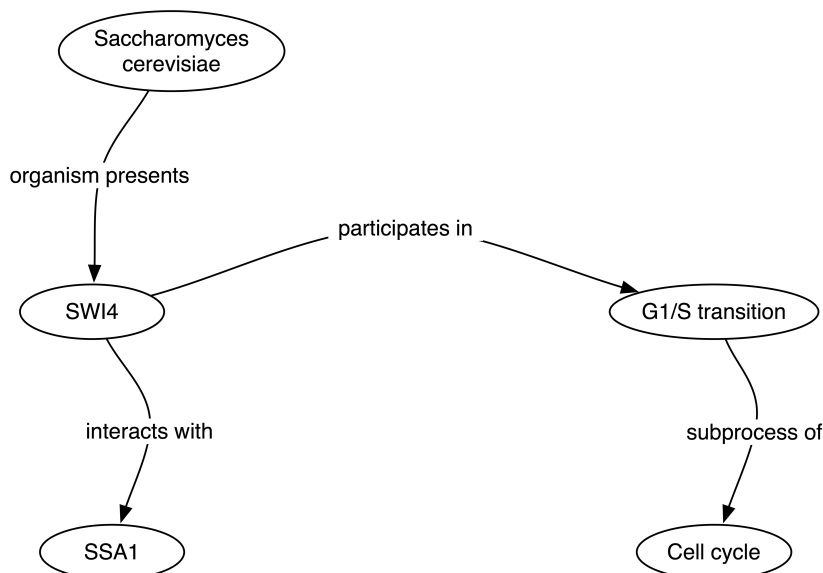 Saccharomyces
cerevisiae
organism presents
participates in
SWI4
G1/S transition
interacts with
subprocess of
SSA1
Cell cycle